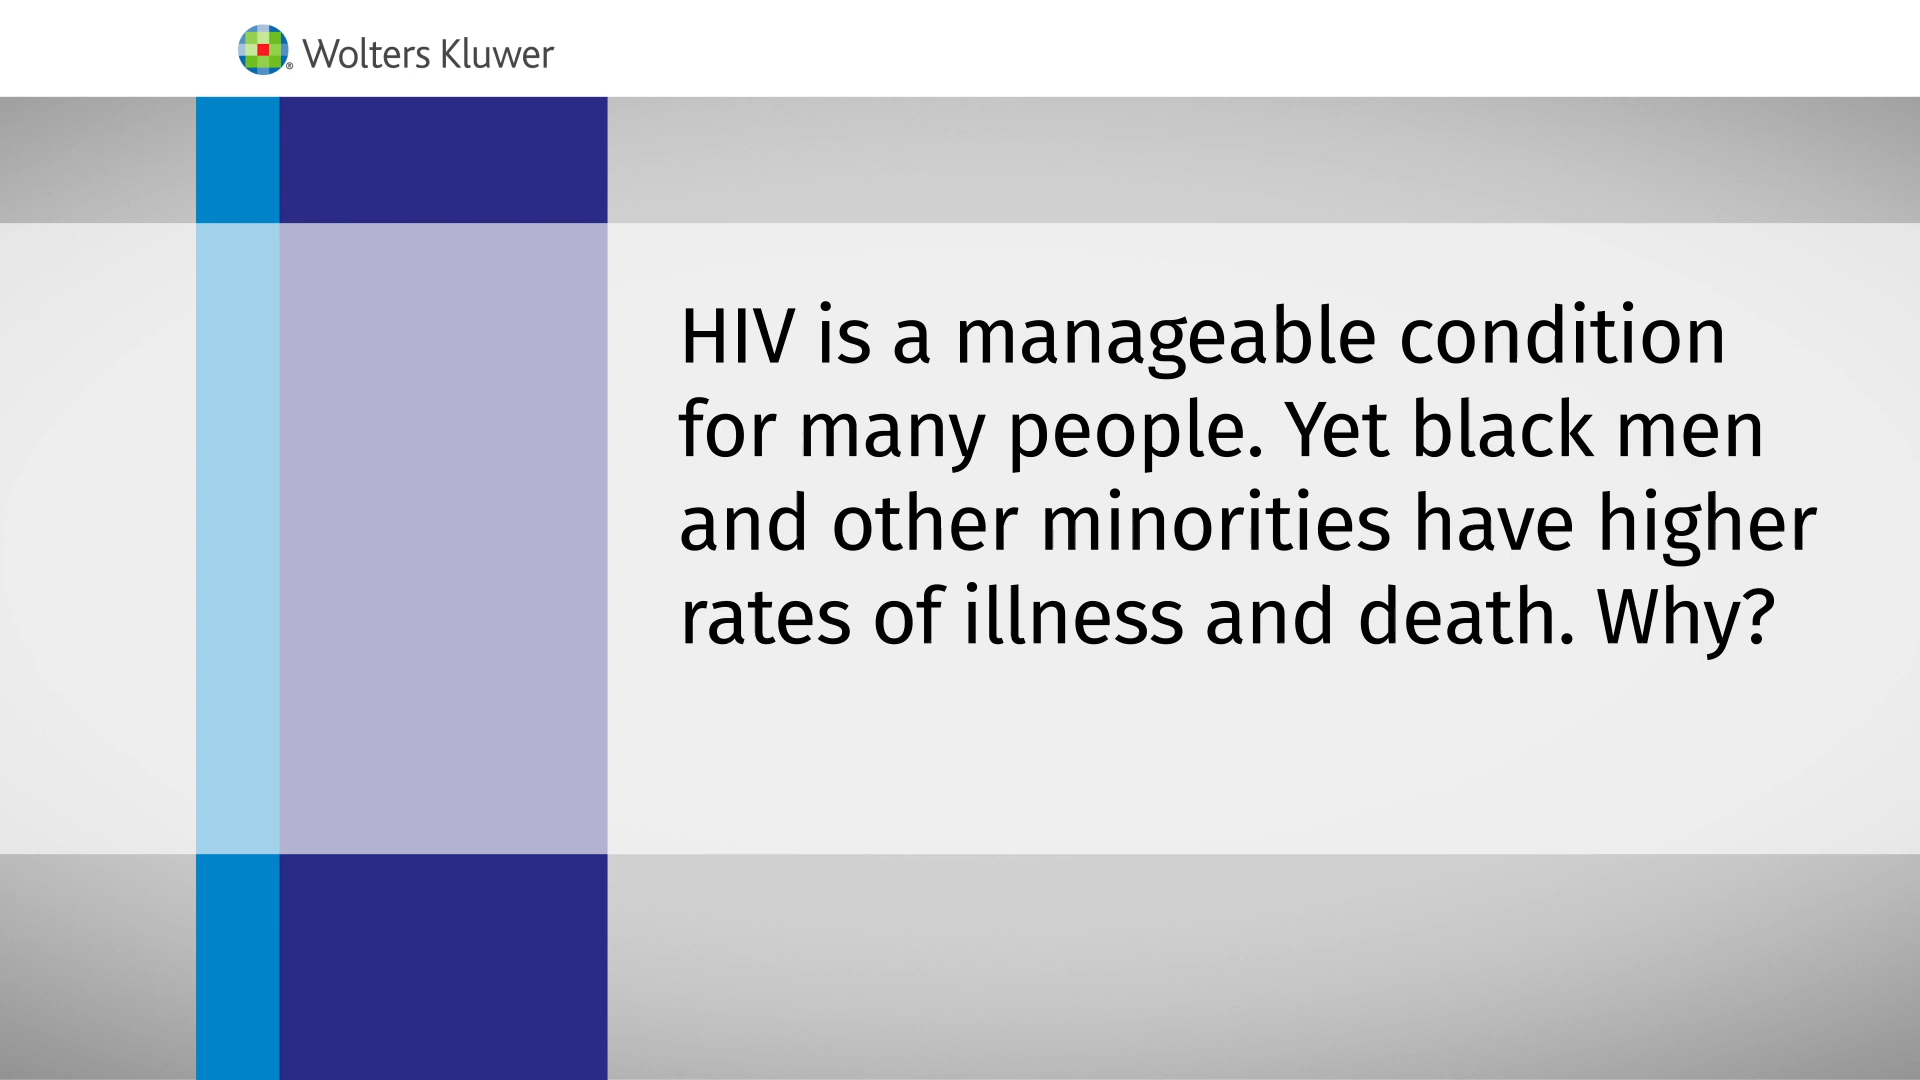 Wolters Kluwer
HIV is a manageable condition
for many people. Yet black men
and other minorities have higher
rates of illness and death. Why?